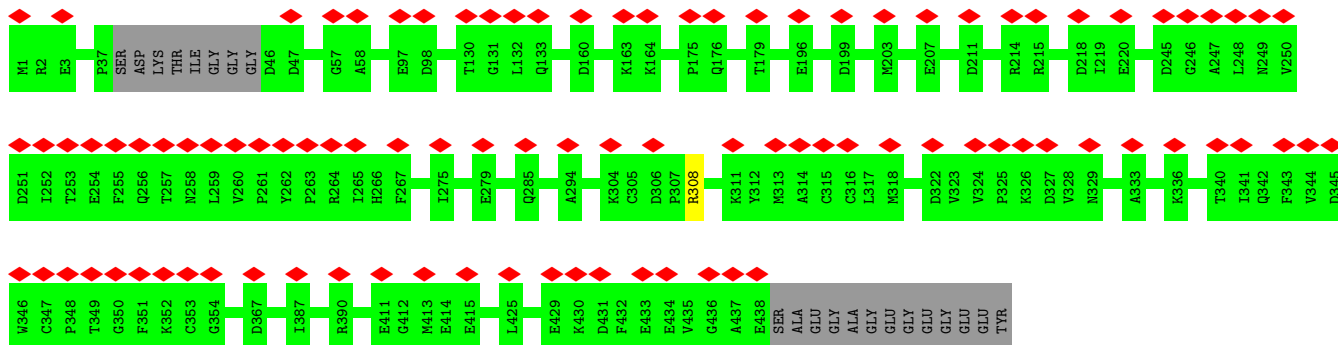 M1 R2 E3 P37 SER ASP LYS THR ILE GLY GLY GLY D46 D47 G57 A58 E97 D98 T130 G131 L132 Q133 D160 K163 K164 P175 Q176 T179 E196 D199 M203 E207 D211 R214 R215 D218 I219 E220 D245 G246 A247 L248 N249 V250
D251 I252 T253 E254 F255 Q256 T257 N258 L259 V260 P261 Y262 P263 R264 I265 H266 F267 I275 E279 Q285 A294 K304 C305 D306 P307 R308 K311 Y312 M313 A314 C315 C316 L317 M318 D322 V323 V324 P325 K326 D327 V328 N329 A333 K336 T340 I341 Q342 F343 V344 D345
W346 C347 P348 T349 G350 F351 K352 C353 G354 D367 I387 R390 E411 G412 M413 E414 E415 L425 E429 K430 D431 F432 E433 E434 V435 G436 A437 E438 SER ALA GLU GLY ALA GLY GLU GLY GLU GLY GLU GLU TYR